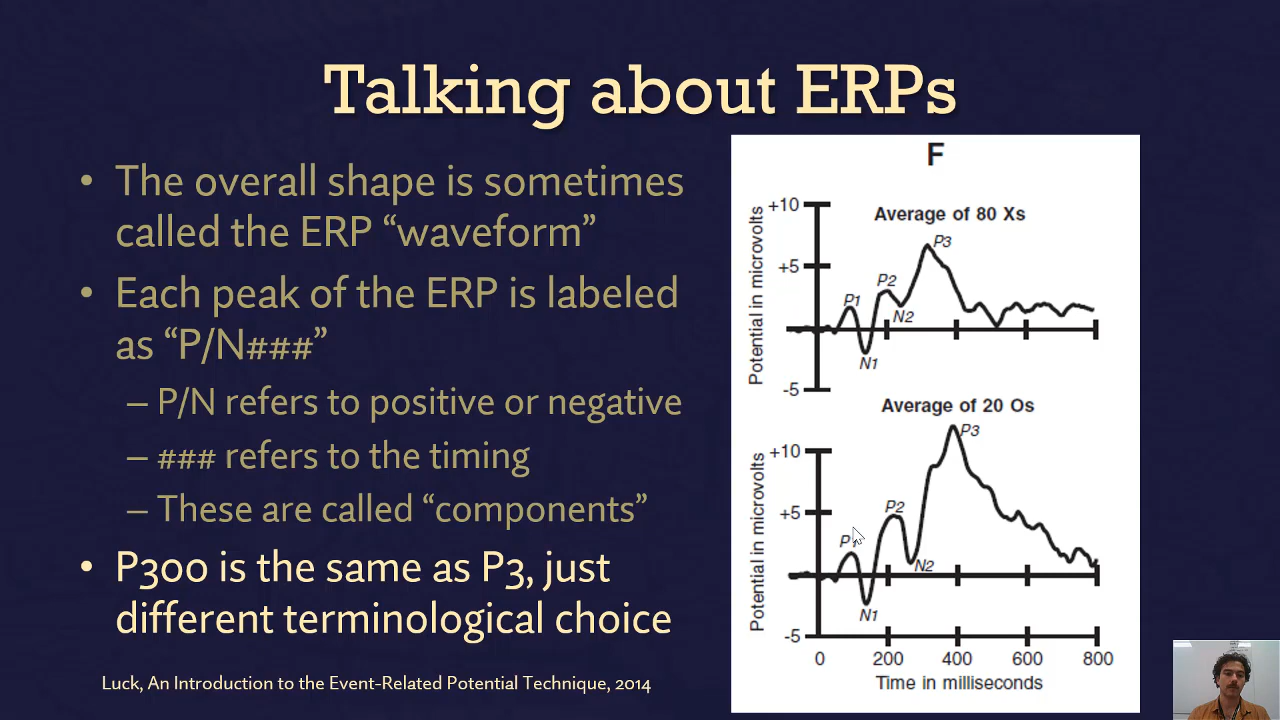 Talking about ERPs
• The overall shape is sometimes
called the ERP “waveform”
• Each peak of the ERP is labeled
as “P/N###”
– P/N refers to positive or negative
– ### refers to the timing
– These are called “components”
• P300 is the same as P3, just
different terminological choice
Luck, An Introduction to the Event-Related Potential Technique, 2014
F
Average of 80 Xs
Potential in microvolts
+10
+5
-5
P1
N1
P2
N2
P3
Average of 20 Os
Potential in microvolts
+10
+5
-5
P1
N1
P2
N2
P3
0 200 400 600 800
Time in milliseconds